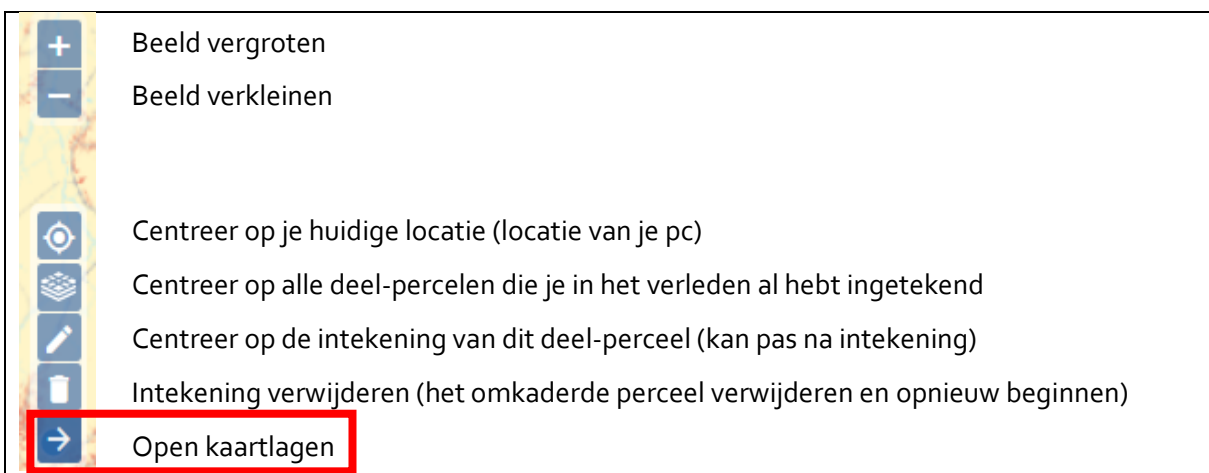 Beeld vergroten
Beeld verkleinen
Centreer op je huidige locatie (locatie van je pc)
Centreer op alle deel-percelen die je in het verleden al hebt ingetekend
Centreer op de intekening van dit deel-perceel (kan pas na intekening)
Intekening verwijderen (het omkaderde perceel verwijderen en opnieuw beginnen)
Open kaartlagen